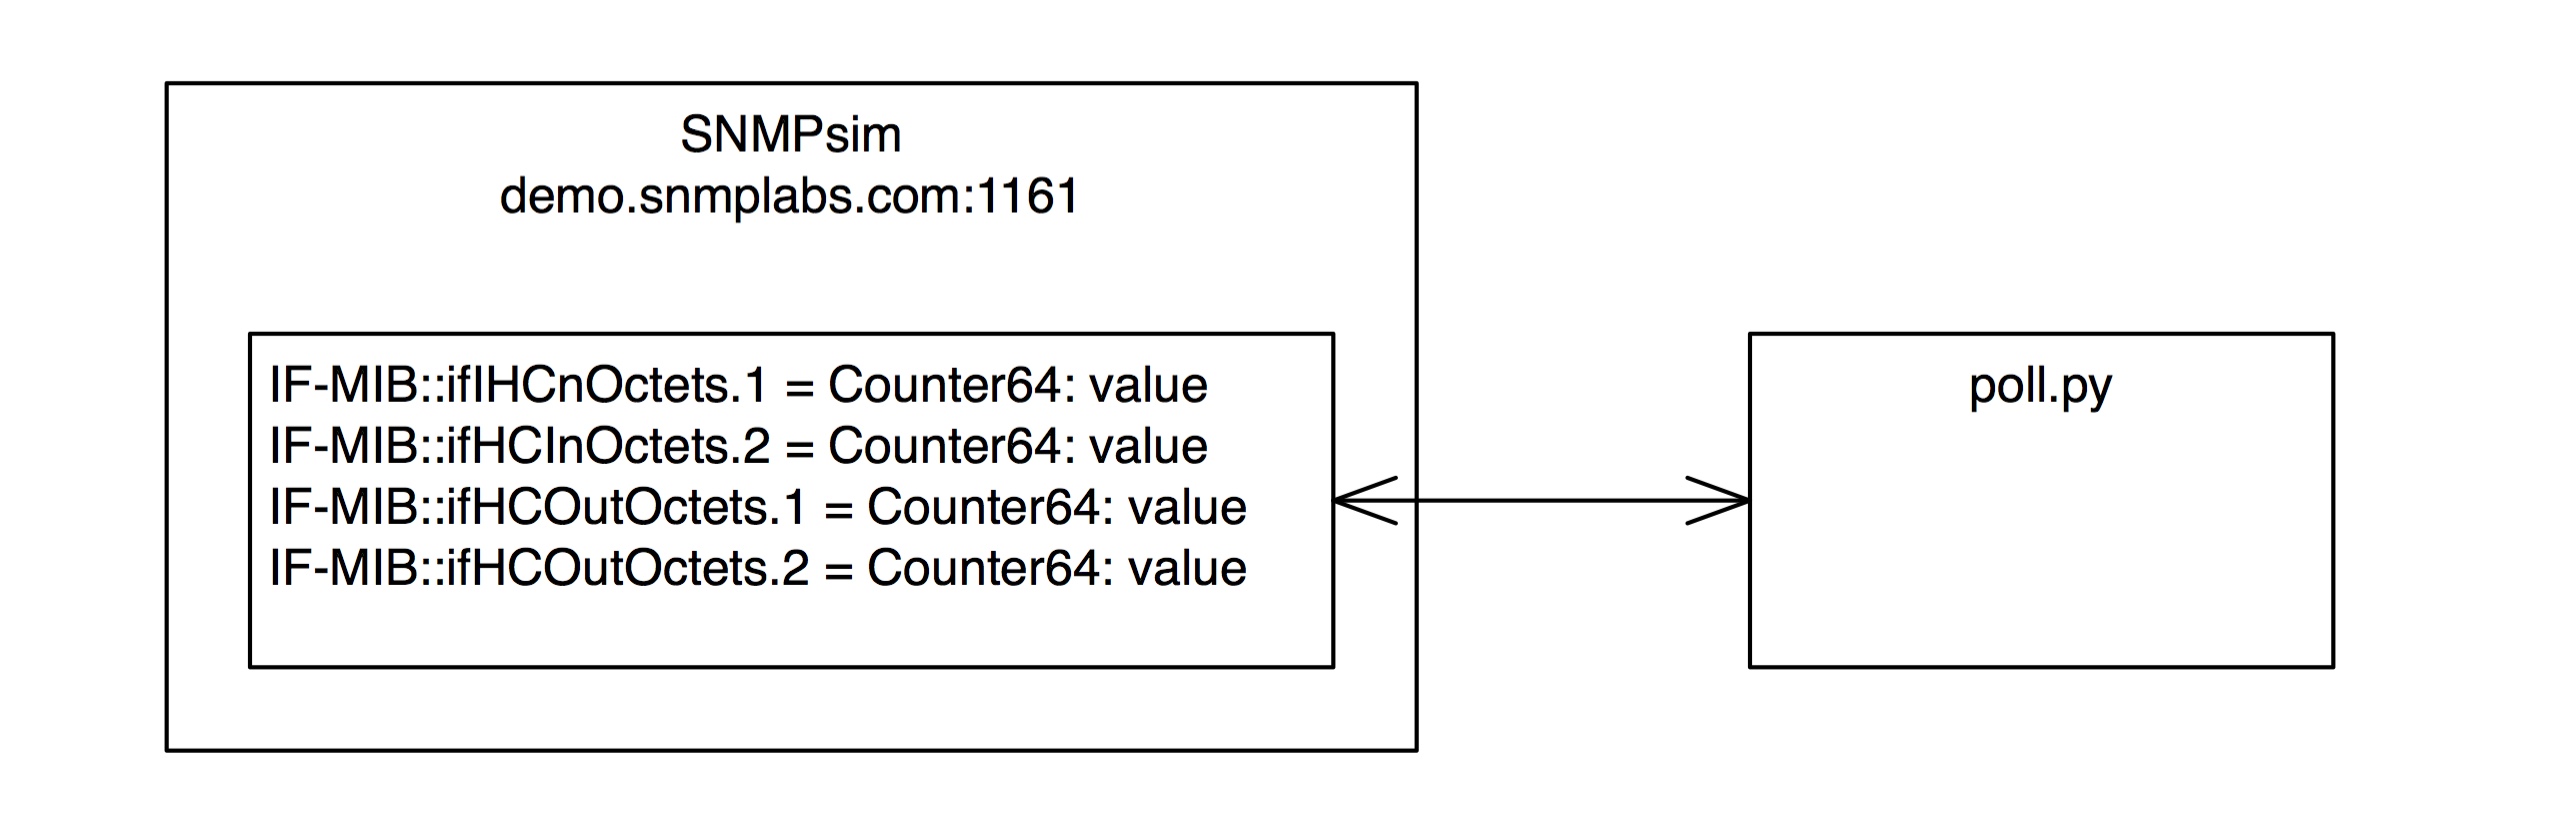 SNMPsim
demo.snmplabs.com:1161
IF-MIB::ifIHCnOctets.1 = Counter64: value
IF-MIB::ifHCInOctets.2 = Counter64: value
IF-MIB::ifHCOutOctets.1 = Counter64: value
IF-MIB::ifHCOutOctets.2 = Counter64: value
poll.py